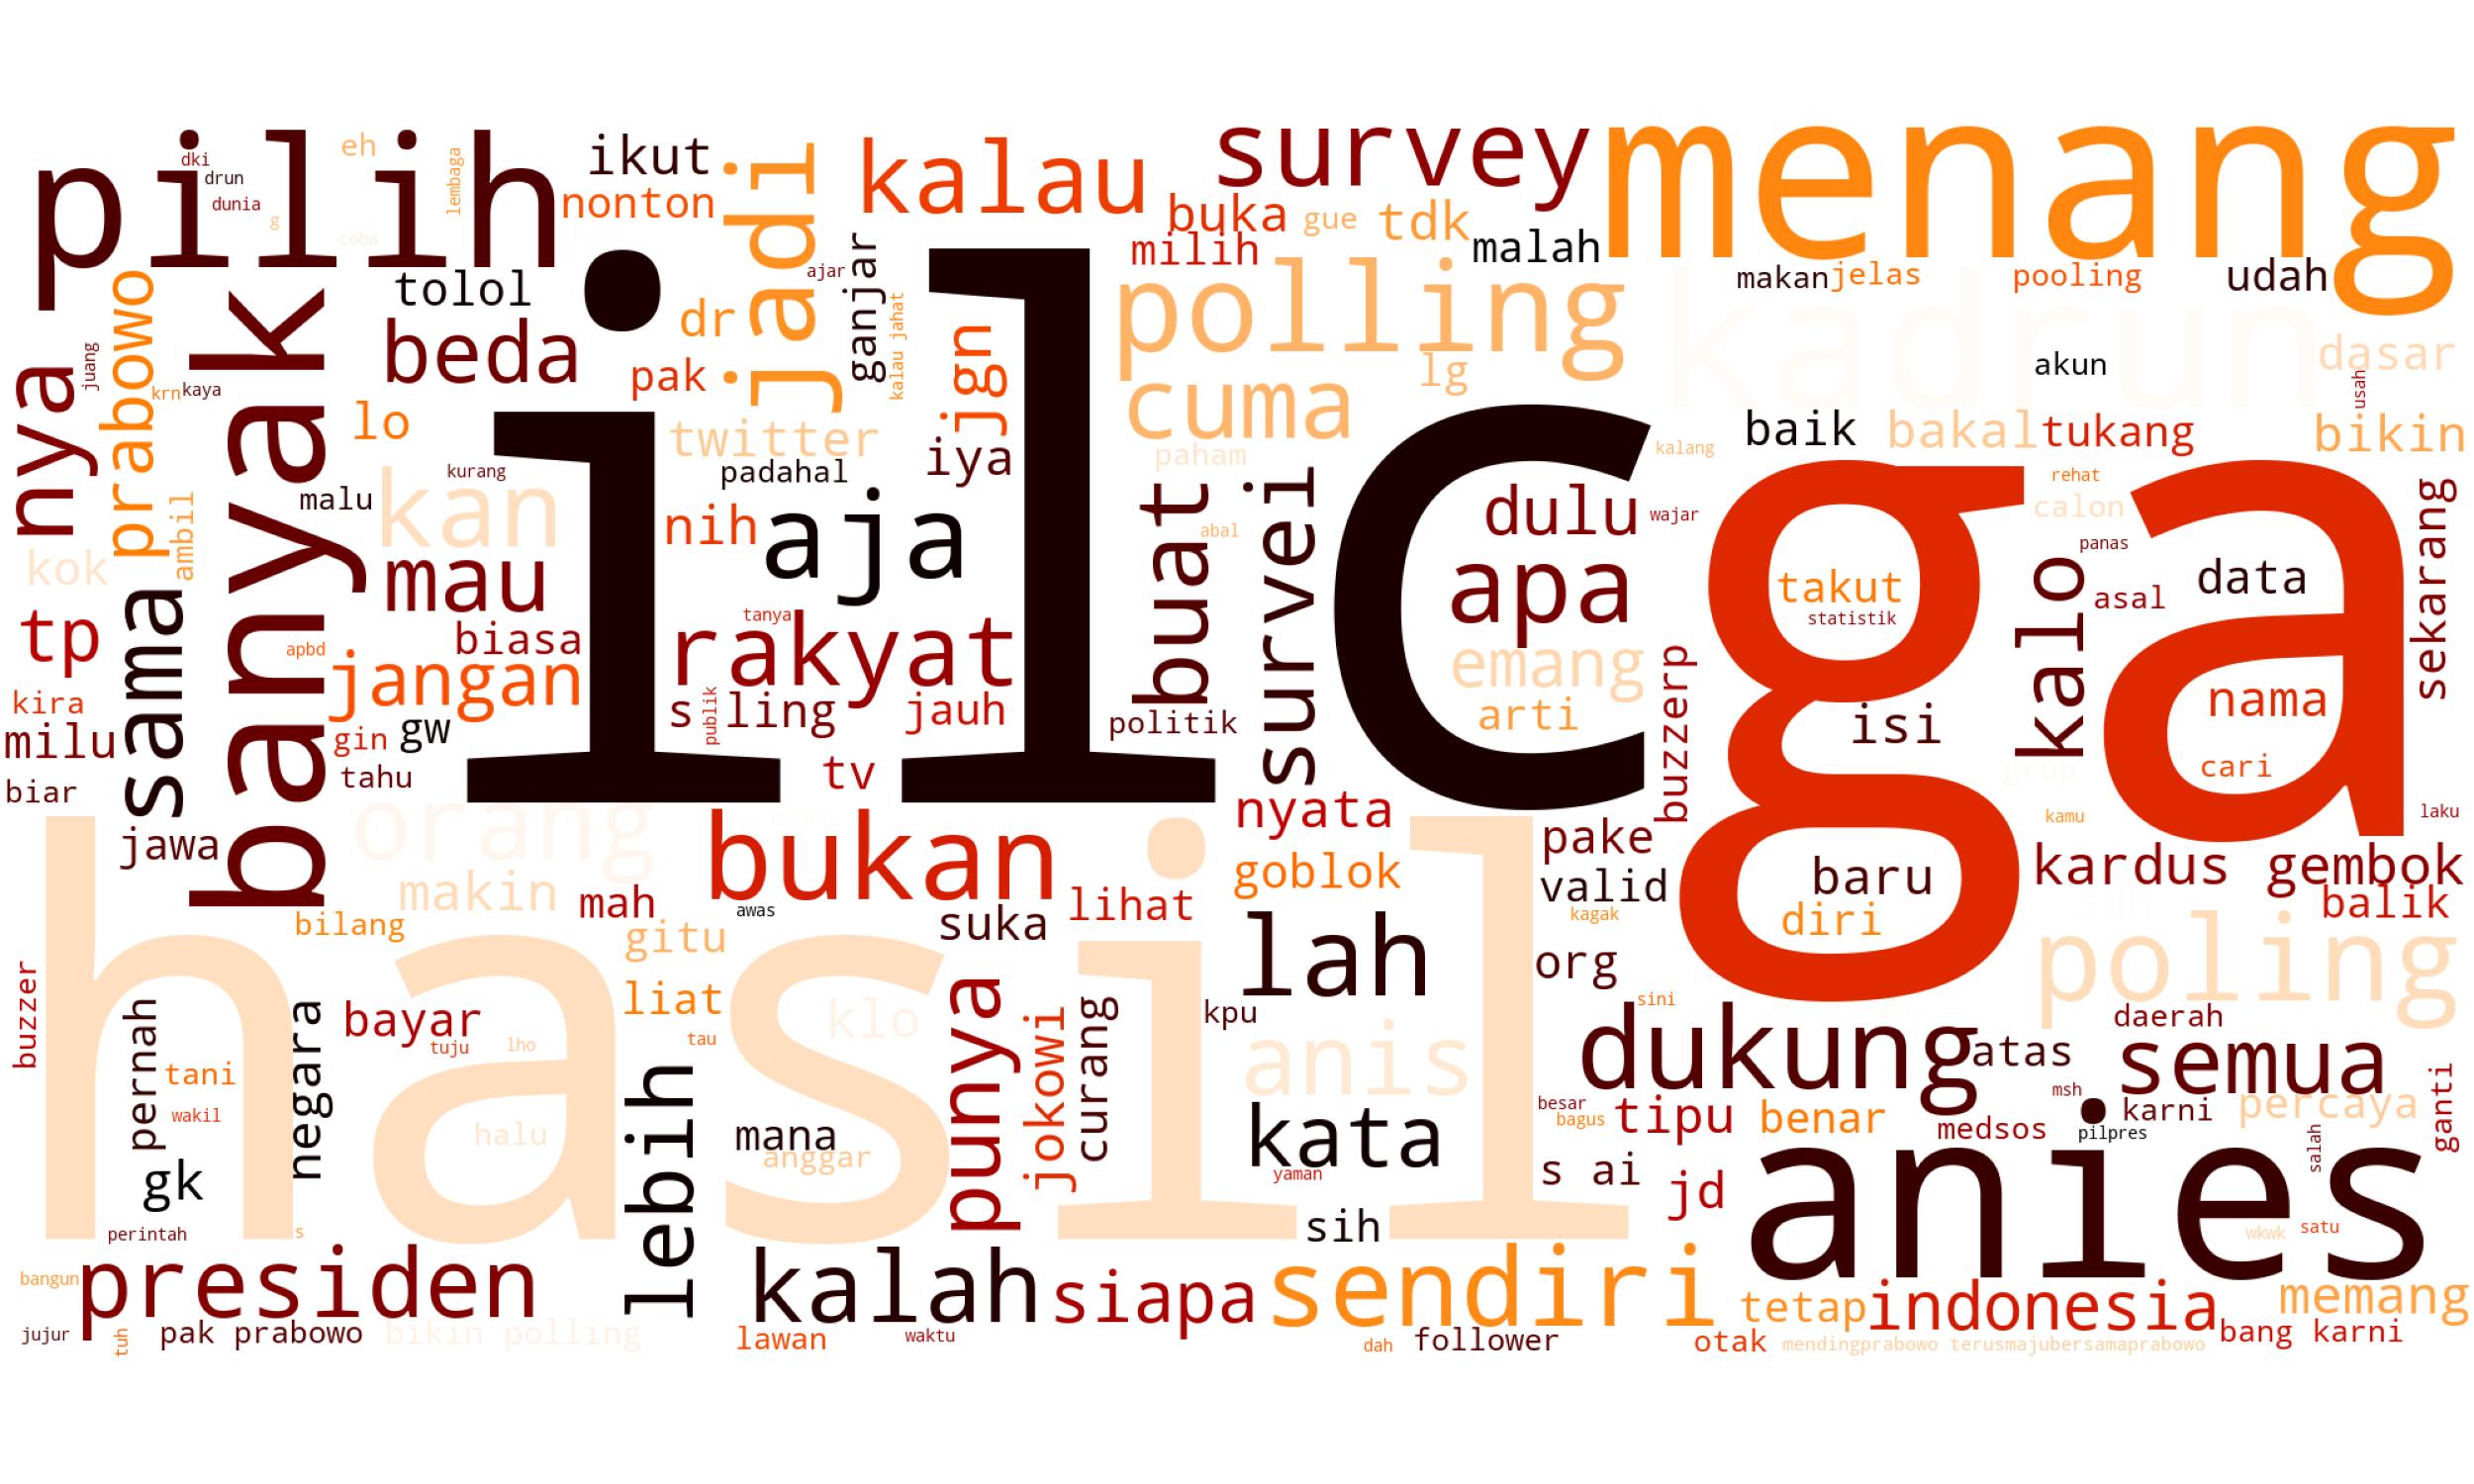 pilih
dki
drun
dunia
g
eh
coba
lembaga
ikut
nonton
jadi
kalau
survey
menang
buka
gue
tdk
milih
malah
makan
jelas
pooling
udah
kadrun
akun
dasar
usah
tolol
beda
dr
pak
ajar
ganjar
kalau jahat
jgn
polling
lg
cuma
baik
bakal
tukang
bikin
nya
juang
prabowo
krn
kaya
banyak
lo
twitter
iya
paham
kalang
ilc
ga
kan
kurang
malu
padahal
nih
aja
buat
abal
survei
dulu
wajar
apa
takut
statistik
rehat
calon
panas
kalo
asal
data
sekarang
kok
ambil
mau
tp
sama
biasa
apbd
jangan
tanya
rakyat
emang
arti
buzzerp
isi
nama
cari
kira
milu
gin
gw
s ling
publik
jauh
politik
biar
tahu
tv
grup
kamu
laku
jawa
orang
hasil
bukan
nyata
pake
baru
kardus gembok
makin
mah
awas
suka
lihat
goblok
valid
kagak
diri
balik
bilang
gitu
lah
org
poling
buzzer
pernah
negara
bayar
tuju
lho
liat
tau
klo
punya
jokowi
curang
kpu
sini
dukung
atas
daerah
semua
tani
wakil
halu
lebih
mana
anggar
anis
kata
yaman
besar
bagus
tipu
benar
medsos
msh
pilpres
karni
percaya
salah
ganti
gk
s ai
jd
anies
perintah
s
sih
wkwk
satu
bangun
presiden
kalah
siapa
sendiri
tetap
indonesia
memang
jujur
tuh
pak prabowo
bikin polling
lawan
waktu
dah
follower
otak
mendingprabowo terusmajubersamaprabowo
bang karni